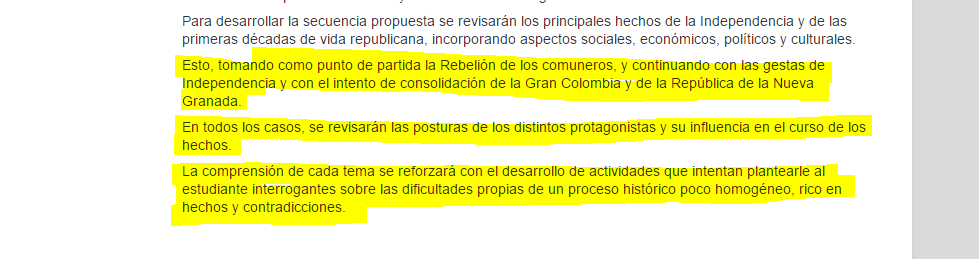 Para desarrollar la secuencia propuesta se revisarán los principales hechos de la Independencia y de las
primeras décadas de vida republicana, incorporando aspectos sociales, económicos, políticos y culturales.
Esto, tomando como punto de partida la Rebelión de los comuneros, y continuando con las gestas de
Independencia y con el intento de consolidación de la Gran Colombia y de la República de la Nueva
Granada.
En todos los casos, se revisarán las posturas de los distintos protagonistas y su influencia en el curso de los
hechos.
La comprensión de cada tema se reforzará con el desarrollo de actividades que intentan plantearle al
estudiante interrogantes sobre las dificultades propias de un proceso histórico poco homogéneo, rico en
hechos y contradicciones.